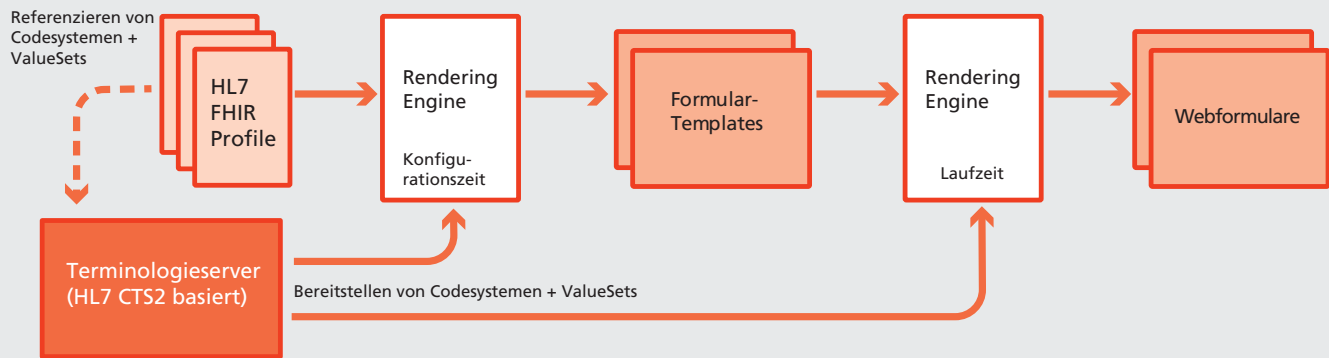 Referenzieren von
Codesystemen +
ValueSets
HL7
FHIR
Profile
Rendering
Engine
Konfigu-
rationszeit
Formular-
Templates
Rendering
Engine
Laufzeit
Webformulare
Terminologieserver
(HL7 CTS2 basiert)
Bereitstellen von Codesystemen + ValueSets